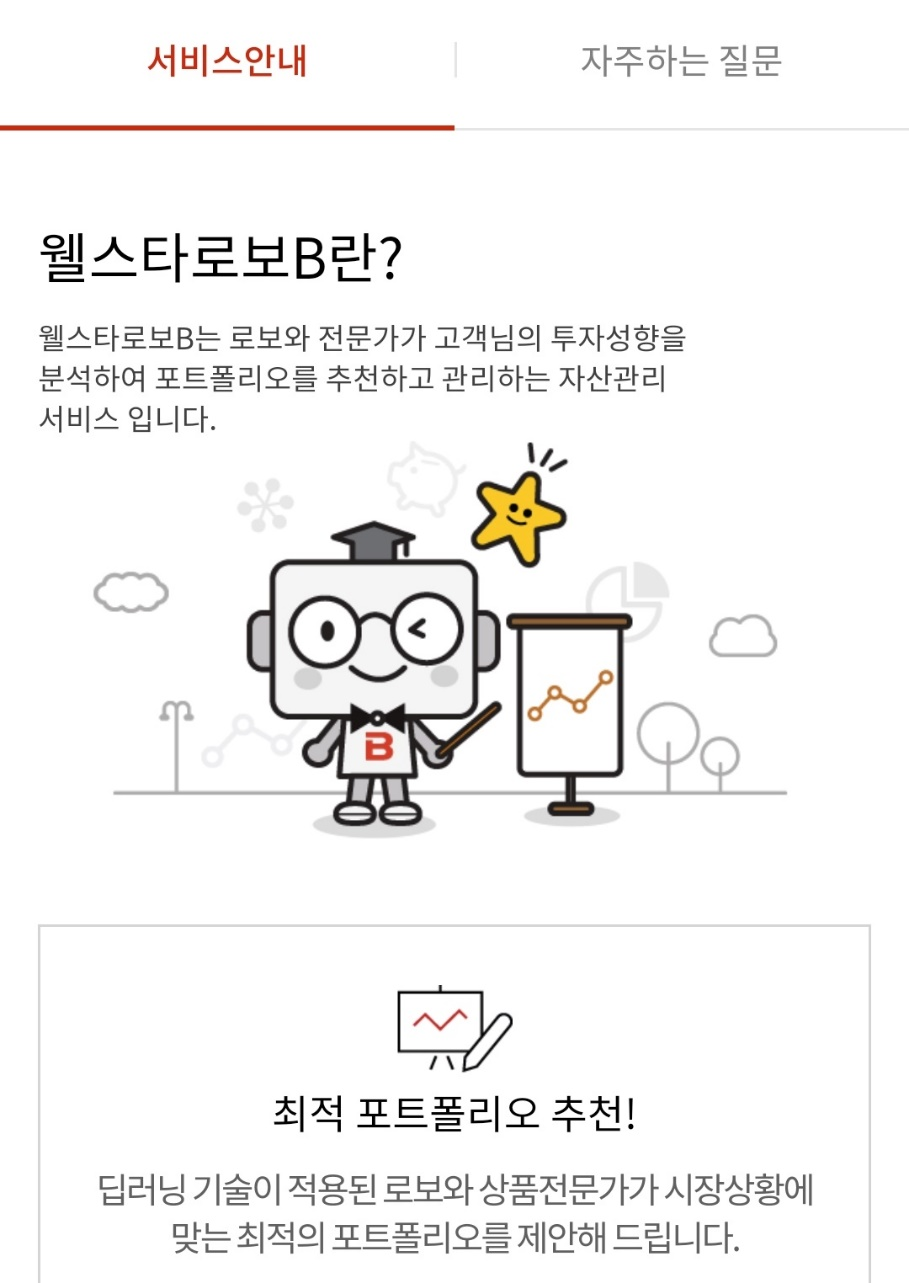 서비스안내
자주하는 질문
웰스타로보B란?
웰스타로보B는 로보와 전문가가 고객님의 투자성향을
분석하여 포트폴리오를 추천하고 관리하는 자산관리
서비스 입니다.
B
최적 포트폴리오 추천!
딥러닝 기술이 적용된 로보와 상품전문가가 시장상황에
맞는 최적의 포트폴리오를 제안해 드립니다.